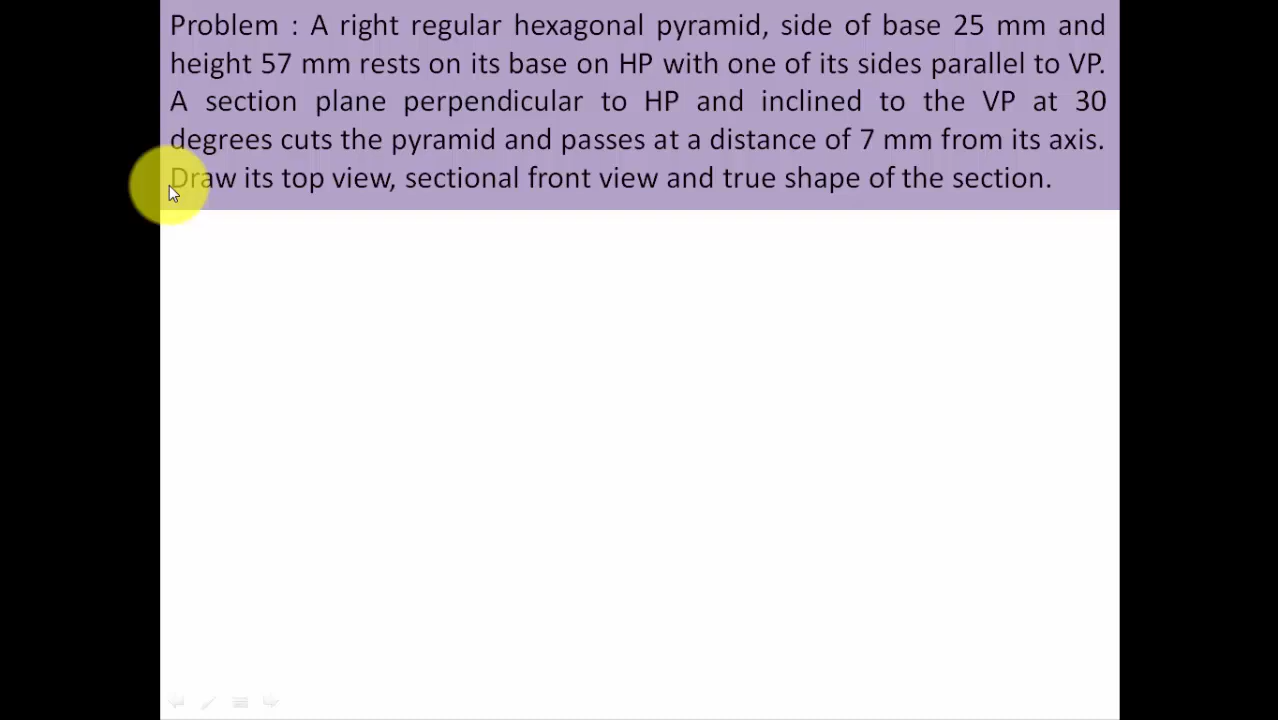 Problem : A right regular hexagonal pyramid, side of base 25 mm and
height 57 mm rests on its base on HP with one of its sides parallel to VP.
A section plane perpendicular to HP and inclined to the VP at 30
degrees cuts the pyramid and passes at a distance of 7 mm from its axis.
Draw its top view, sectional front view and true shape of the section.